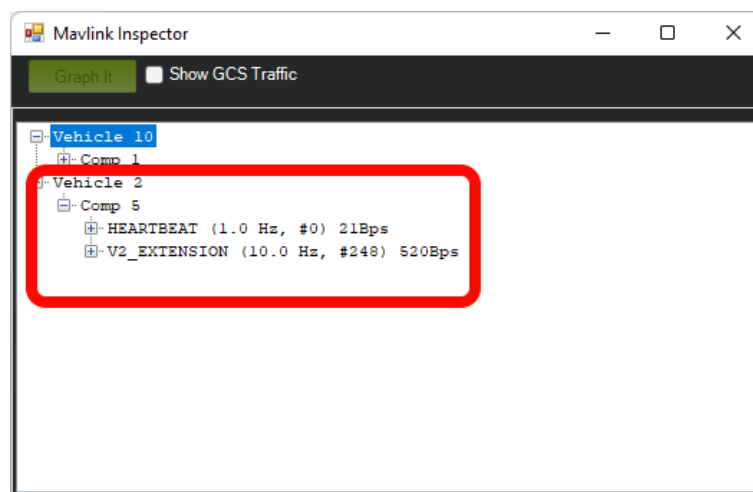 Mavlink Inspector
Graph It Show GCS Traffic
Vehicle 10
Comp 1
Vehicle 2
Comp 5
HEARTBEAT (1.0 Hz, #0) 21Bps
V2_EXTENSION (10.0 Hz, #248) 520Bps